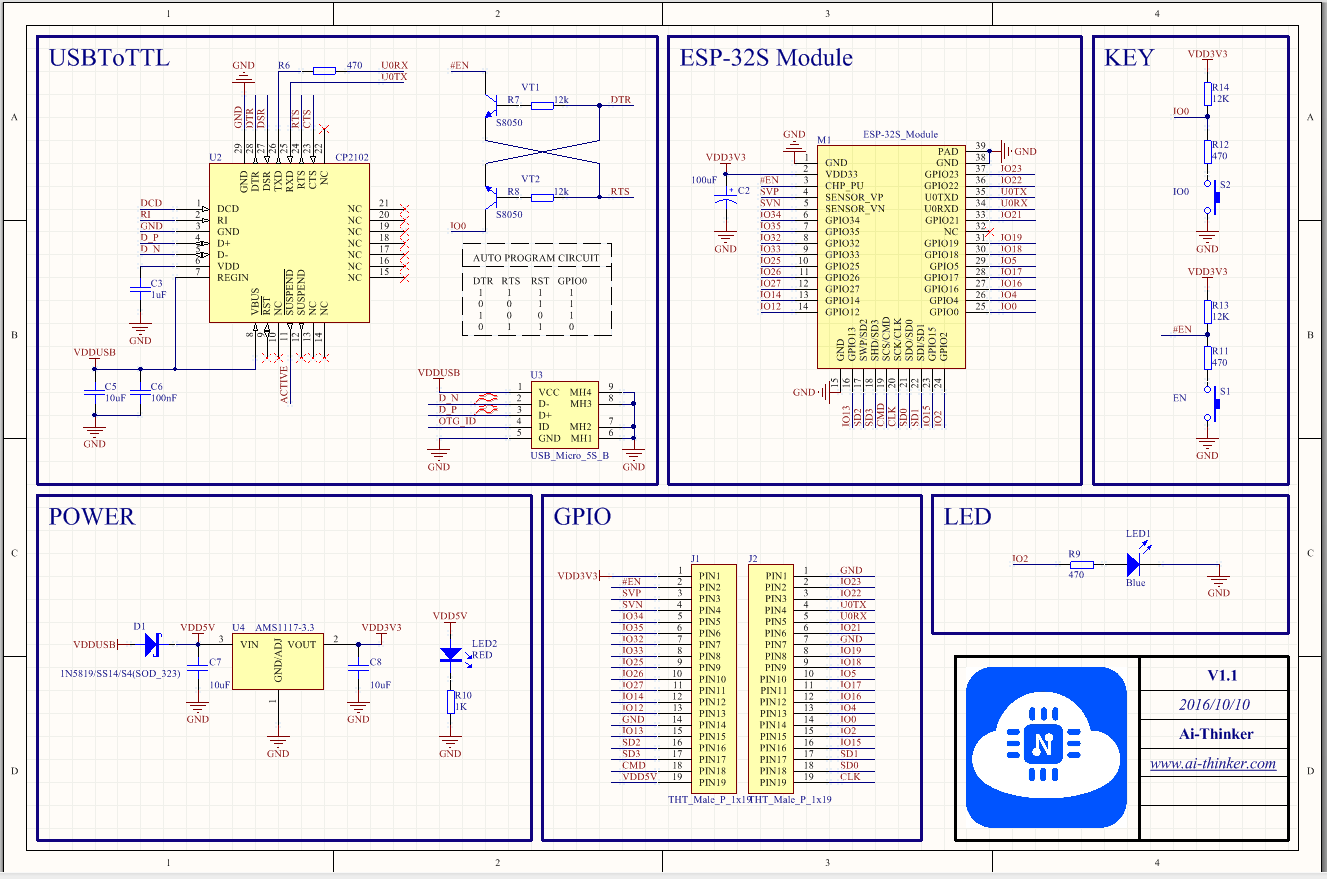 1 2 3 4
A B C D
USBToTTL
GND
R6 470 U0RX
U0TX
GND DTR DSR RTS CTS
29 28 27 26 25 24 23 22
U2 CP2102
GND DTR DSR TXD RXD RTS CTS NC
DCD 1 DCD NC 21
RI 2 RI NC 20
GND 3 GND NC 19
D_P 4 D+ NC 18
D_N 5 D- NC 17
6 VDD NC 16
7 REGIN NC 15
VBUS RST NC SUSPEND SUSPEND NC NC
8 9 10 11 12 13 14
ACTIVE
C3
1uF
GND
VDDUSB
C5
10uF
C6
100nF
GND
#EN
VT1
R7 12k DTR
S8050
VT2
R8 12k RTS
S8050
IO0
AUTO PROGRAM CIRCUIT
DTR RTS RST GPIO0
1 1 1 1
0 0 1 1
1 0 0 1
0 1 1 0
VDDUSB
U3
1 VCC MH4 9
D_N 2 D- MH3 8
D_P 3 D+
OTG_ID 4 ID MH2 7
5 GND MH1 6
USB_Micro_5S_B
GND
GND
ESP-32S Module
M1 ESP-32S_Module
GND
VDD3V3
100uF
+ C2
GND
1 GND
2 VDD33
#EN 3 CHP_PU
SVP 4 SENSOR_VP
SVN 5 SENSOR_VN
IO34 6 GPIO34
IO35 7 GPIO35
IO32 8 GPIO32
IO33 9 GPIO33
IO25 10 GPIO25
IO26 11 GPIO26
IO27 12 GPIO27
IO14 13 GPIO14
IO12 14 GPIO12
PAD 39
GND 38 GND
GPIO23 37 IO23
GPIO22 36 IO22
U0TXD 35 U0TX
U0RXD 34 U0RX
GPIO21 33 IO21
NC 32
GPIO19 31 IO19
GPIO18 30 IO18
GPIO5 29 IO5
GPIO17 28 IO17
GPIO16 27 IO16
GPIO4 26 IO4
GPIO0 25 IO0
GND GPIO13 SWP/SD2 SHD/SD3 SCS/CMD SCK/CLK SDO/SD0 SDI/SD1 GPIO15 GPIO2
15 16 17 18 19 20 21 22 23 24
GND
IO13 SD2 SD3 CMD CLK SD0 SD1 IO15 IO2
KEY
VDD3V3
R14
12K
IO0
R12
470
IO0 S2
GND
VDD3V3
R13
12K
#EN
R11
470
EN S1
GND
POWER
VDDUSB
D1
1N5819/SS14/S4(SOD_323)
VDD5V
C7
10uF
GND
U4 AMS1117-3.3
3 VIN VOUT 2
GND/ADJ
1
GND
VDD3V3
C8
10uF
GND
VDD5V
LED2
RED
R10
1K
GND
GPIO
J1
VDD3V3 1 PIN1
#EN 2 PIN2
SVP 3 PIN3
SVN 4 PIN4
IO34 5 PIN5
IO35 6 PIN6
IO32 7 PIN7
IO33 8 PIN8
IO25 9 PIN9
IO26 10 PIN10
IO27 11 PIN11
IO14 12 PIN12
IO12 13 PIN13
GND 14 PIN14
IO13 15 PIN15
SD2 16 PIN16
SD3 17 PIN17
CMD 18 PIN18
VDD5V 19 PIN19
THT_Male_P_1x19
J2
PIN1 1 GND
PIN2 2 IO23
PIN3 3 IO22
PIN4 4 U0TX
PIN5 5 U0RX
PIN6 6 IO21
PIN7 7 GND
PIN8 8 IO19
PIN9 9 IO18
PIN10 10 IO5
PIN11 11 IO17
PIN12 12 IO16
PIN13 13 IO4
PIN14 14 IO0
PIN15 15 IO2
PIN16 16 IO15
PIN17 17 SD1
PIN18 18 SD0
PIN19 19 CLK
THT_Male_P_1x19
LED
IO2
R9
470
LED1
Blue
GND
N
V1.1
2016/10/10
Ai-Thinker
www.ai-thinker.com
A B C D
1 2 3 4